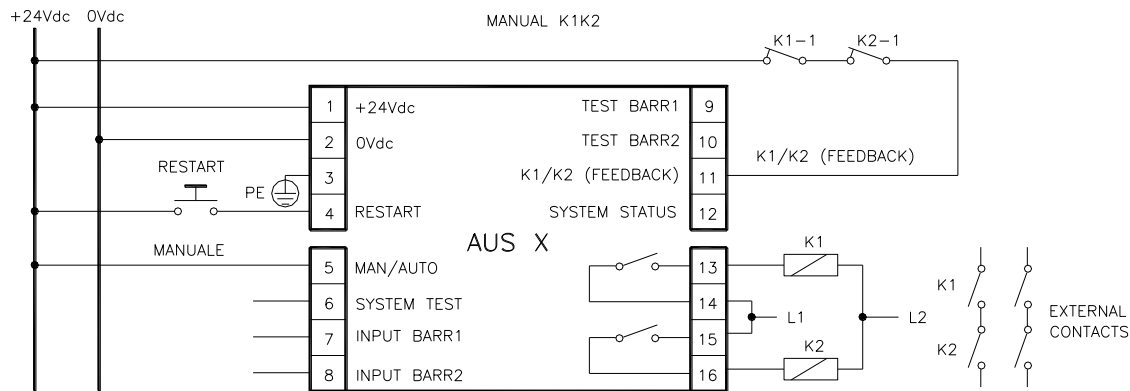 +24Vdc 0Vdc
MANUAL K1K2
K1-1 K2-1
1 +24Vdc TEST BARR1 9
2 0Vdc TEST BARR2 10
K1/K2 (FEEDBACK)
RESTART
PE 3 K1/K2 (FEEDBACK) 11
4 RESTART SYSTEM STATUS 12
AUS X
MANUALE
K1
5 MAN/AUTO 13
6 SYSTEM TEST 14
K1
L1 L2
EXTERNAL
CONTACTS
7 INPUT BARR1 15
K2
K2
8 INPUT BARR2 16